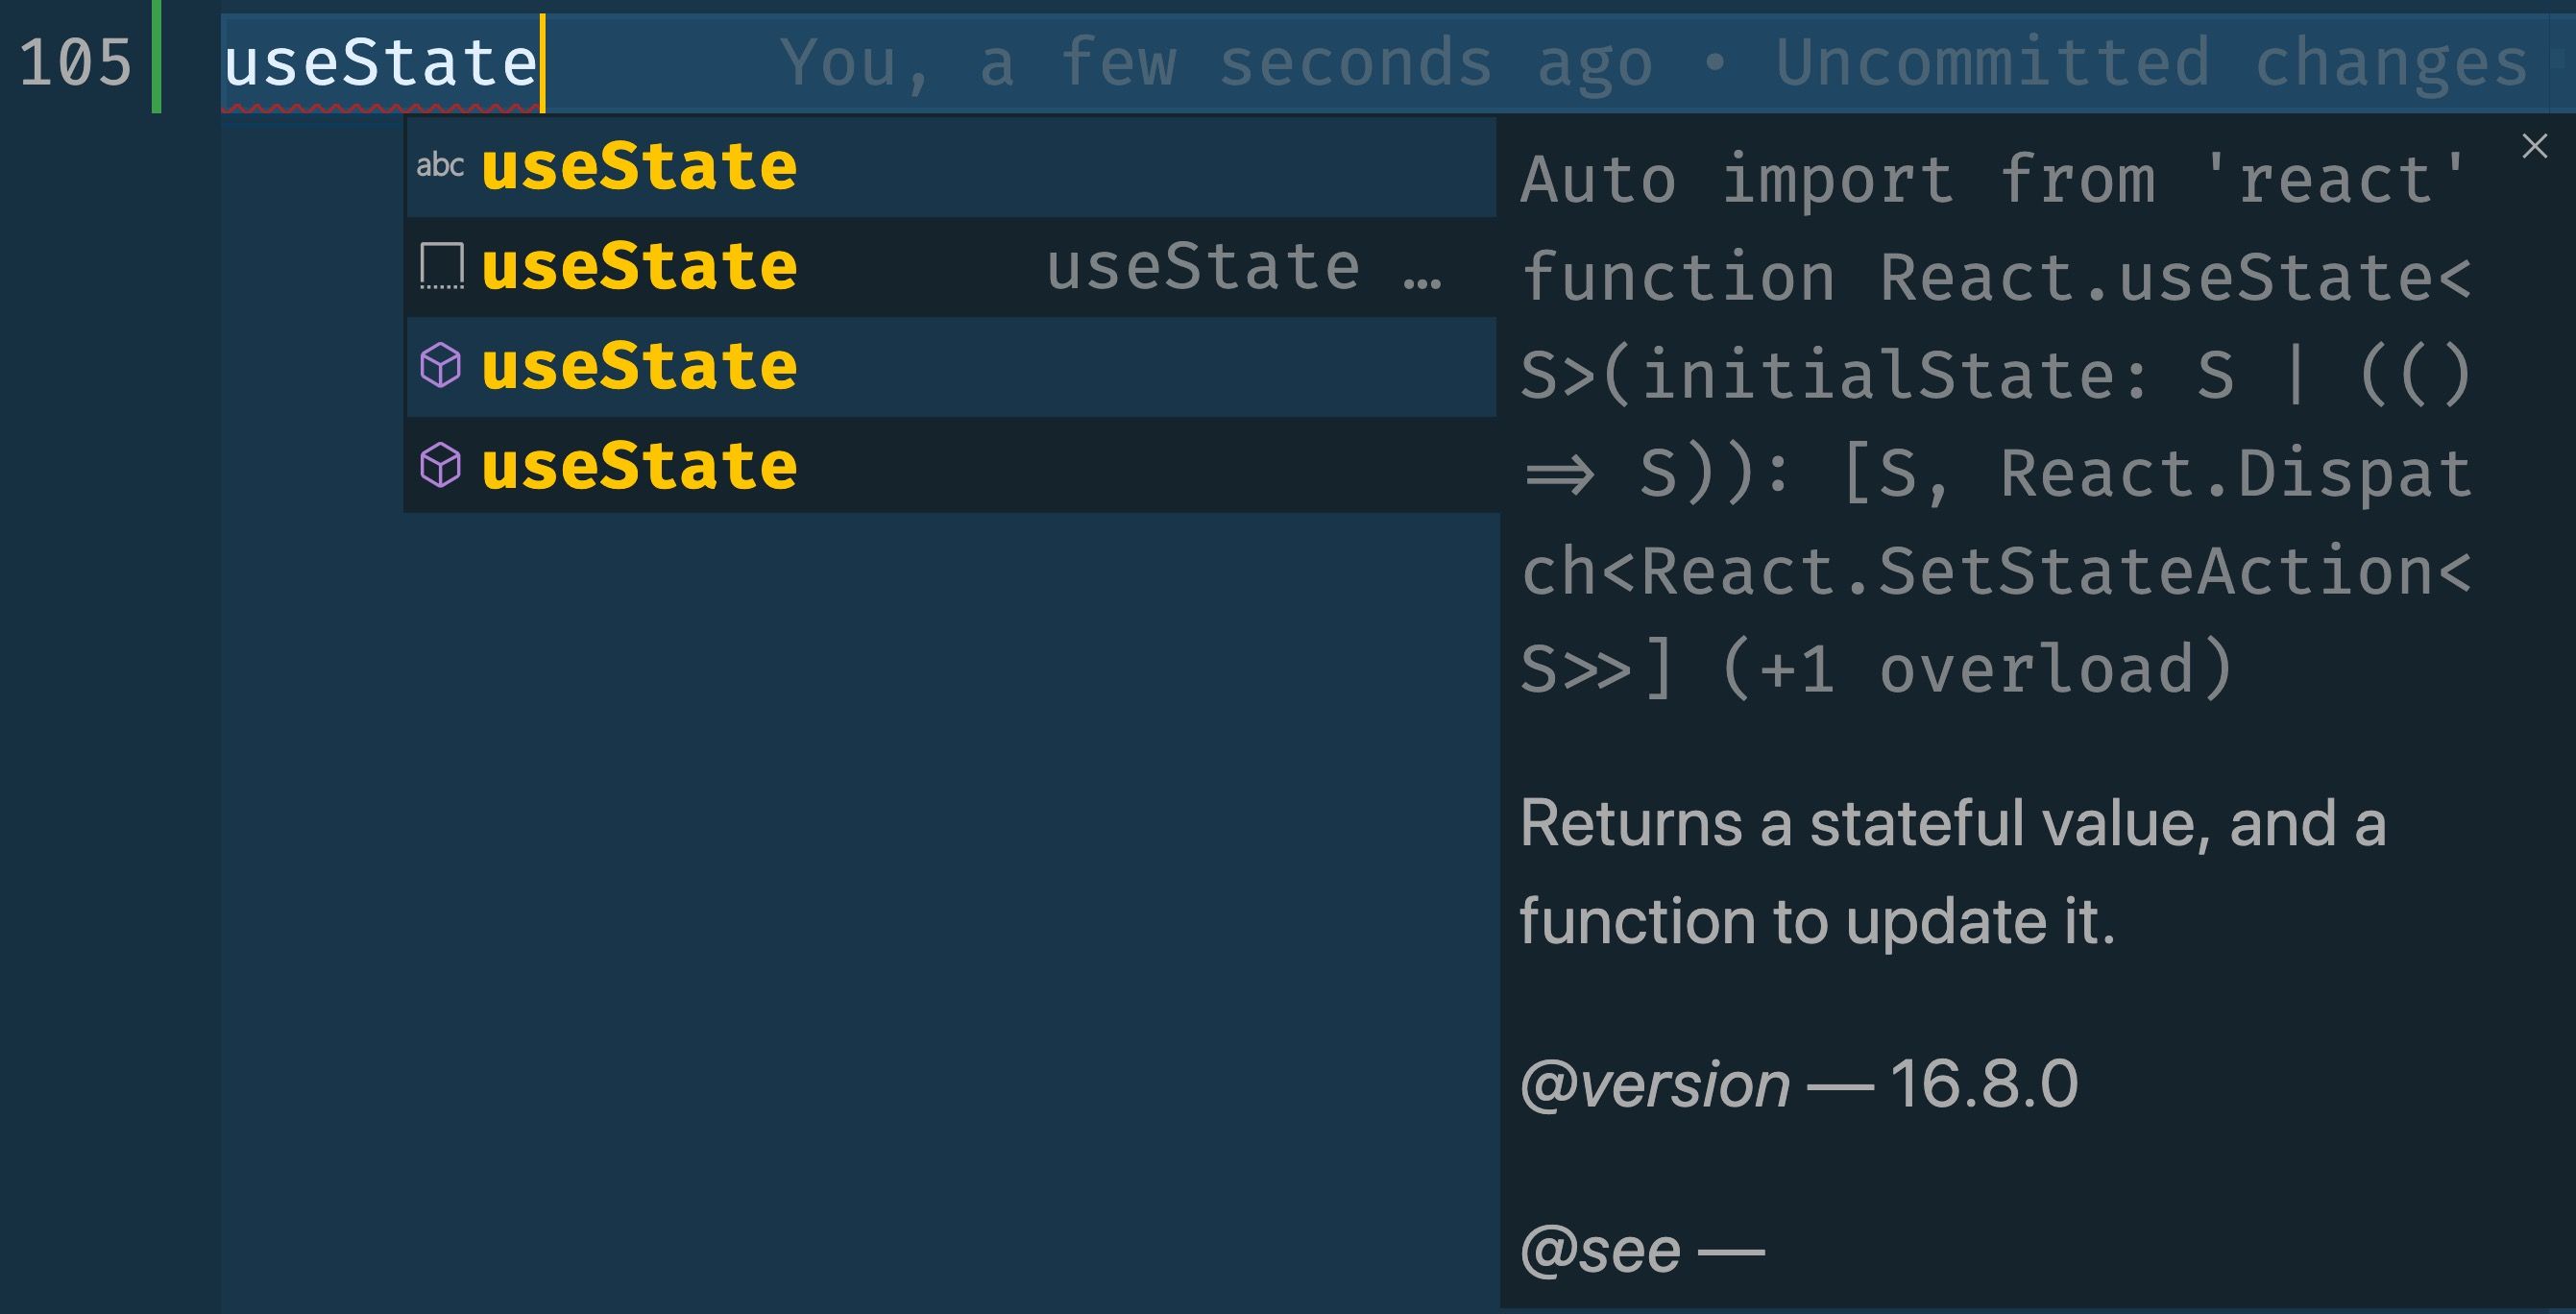 105 useState You, a few seconds ago • Uncommitted changes
abc useState
useState useState …
useState
useState
Auto import from 'react'
function React.useState<
S>(initialState: S | (()
=> S)): [S, React.Dispat
ch<React.SetStateAction<
S>>] (+1 overload)
Returns a stateful value, and a
function to update it.
@version — 16.8.0
@see —